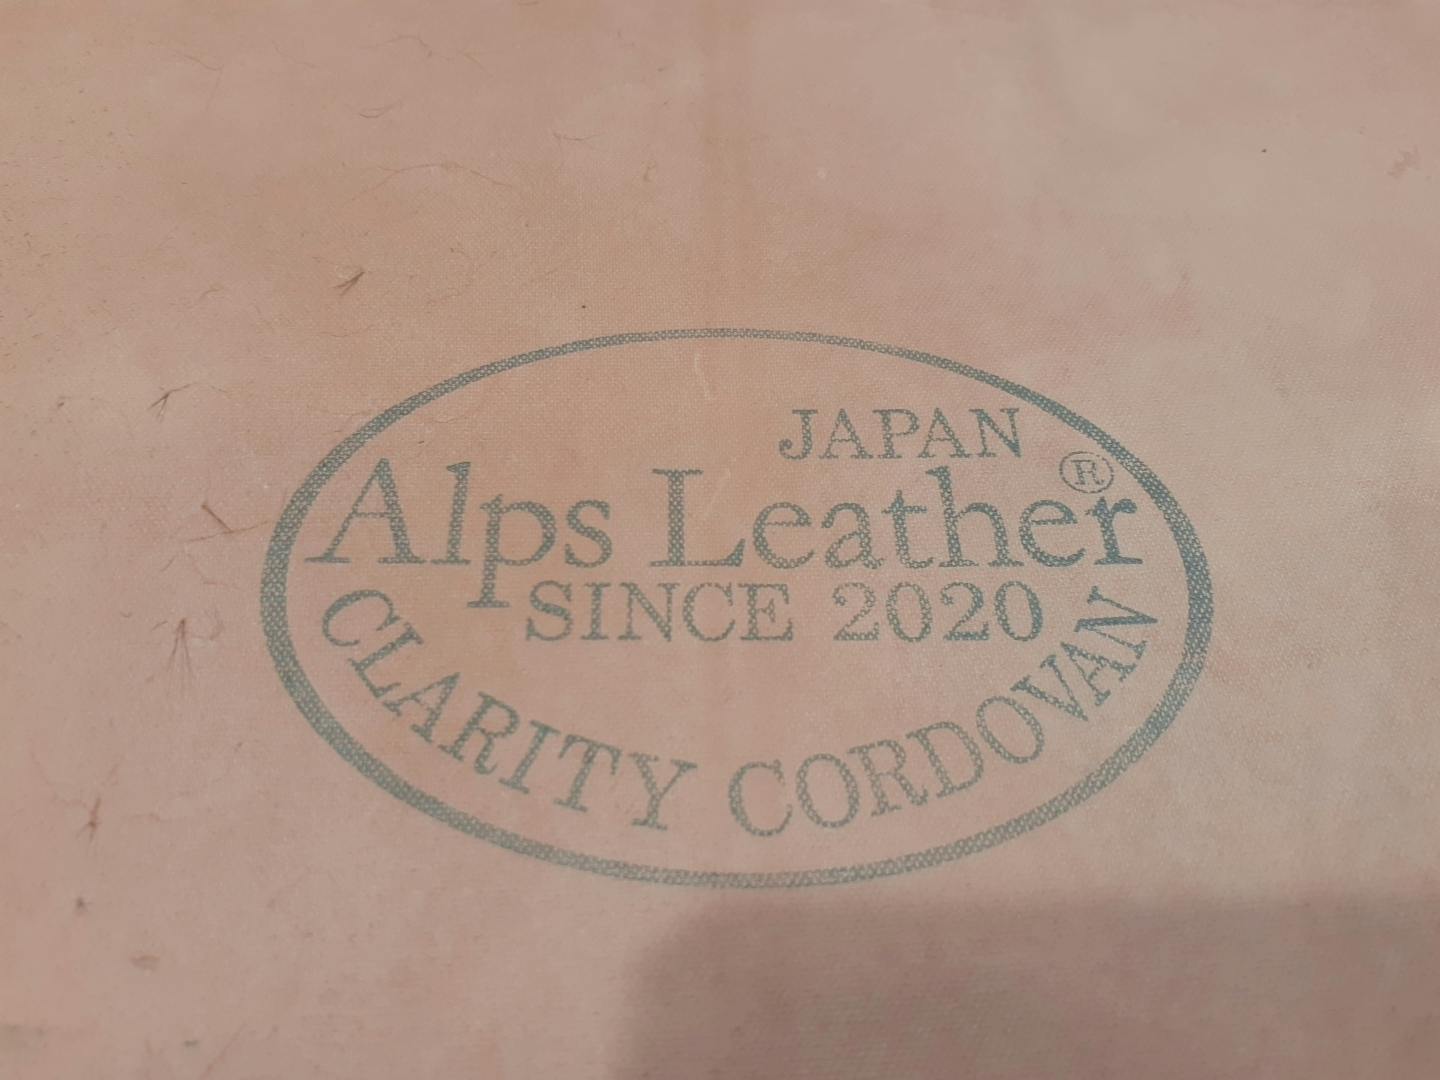 JAPAN
Alps Leather®
SINCE 2020
CLARITY CORDOVAN